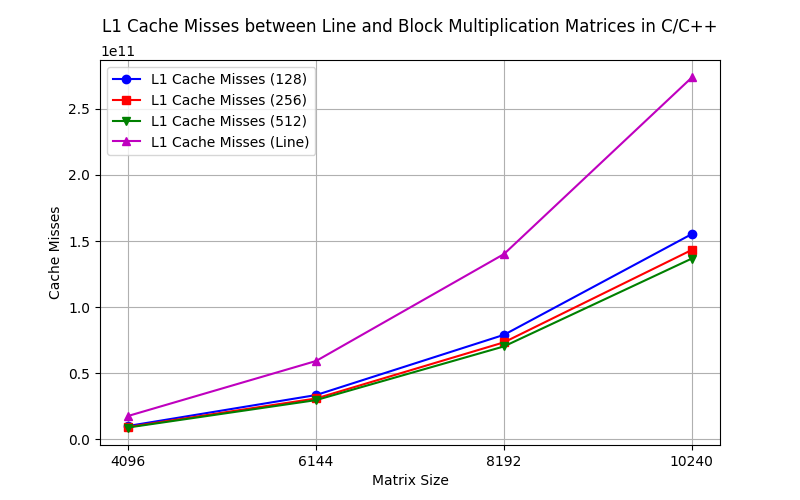 L1 Cache Misses between Line and Block Multiplication Matrices in C/C++
1e11
L1 Cache Misses (128)
L1 Cache Misses (256)
L1 Cache Misses (512)
L1 Cache Misses (Line)
2.5
2.0
1.5
1.0
0.5
0.0
Cache Misses
4096 6144 8192 10240
Matrix Size